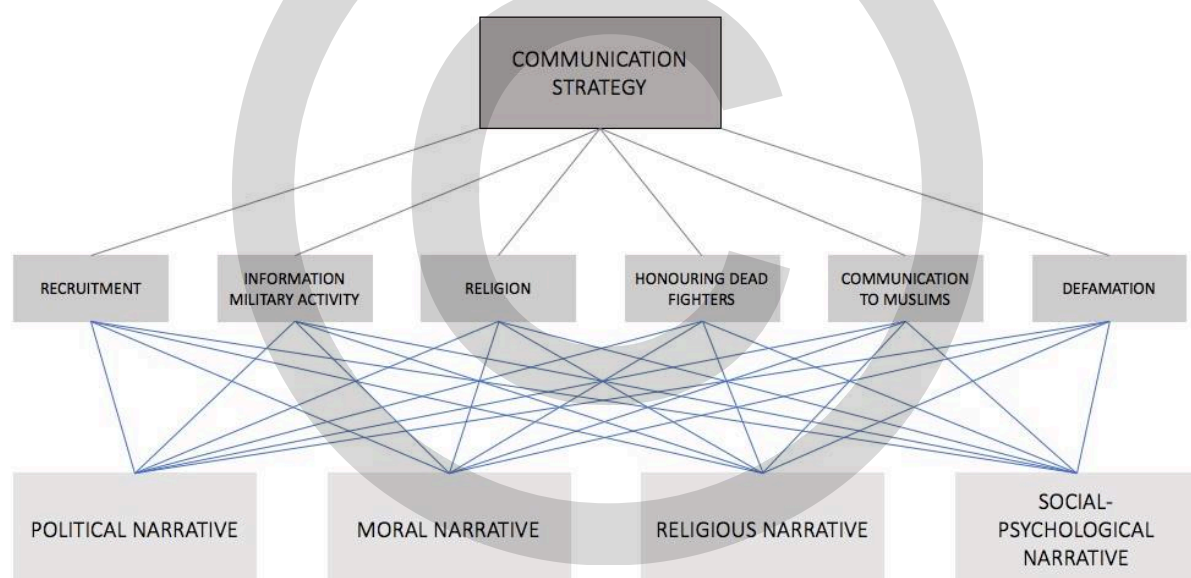 COMMUNICATION
STRATEGY
RECRUITMENT
INFORMATION
MILITARY ACTIVITY
RELIGION
HONOURING DEAD
FIGHTERS
COMMUNICATION
TO MUSLIMS
DEFAMATION
POLITICAL NARRATIVE
MORAL NARRATIVE
RELIGIOUS NARRATIVE
SOCIAL-
PSYCHOLOGICAL
NARRATIVE